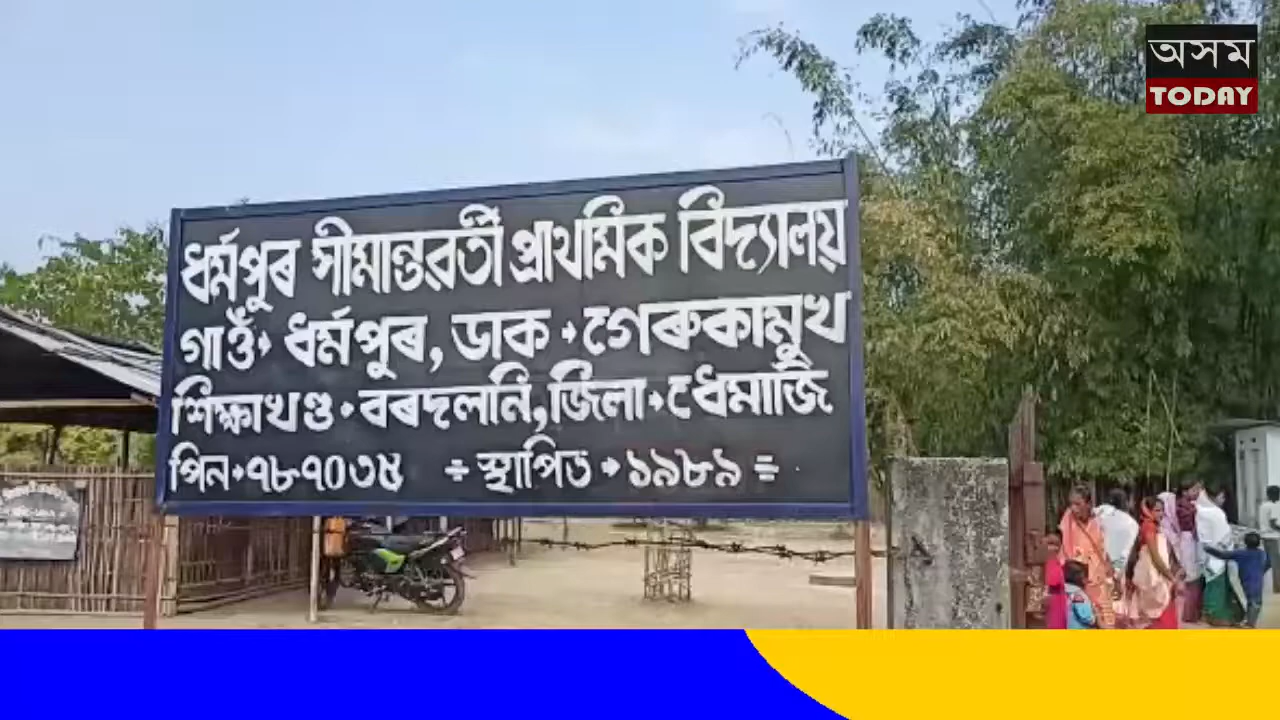 অসম
TODAY
ধৰ্মপুৰ সীমান্তৱৰ্তী প্ৰাথমিক বিদ্যালয়
গাওঁ➔ ধৰ্মপুৰ, ডাক ➔গেৰুকামুখ
শিক্ষাখণ্ড➔বৰদলনি,জিলা➔ধেমাজি
পিন➔৭৮৭০৩৫ ÷ স্থাপিত ➔১৯৮৯ ÷